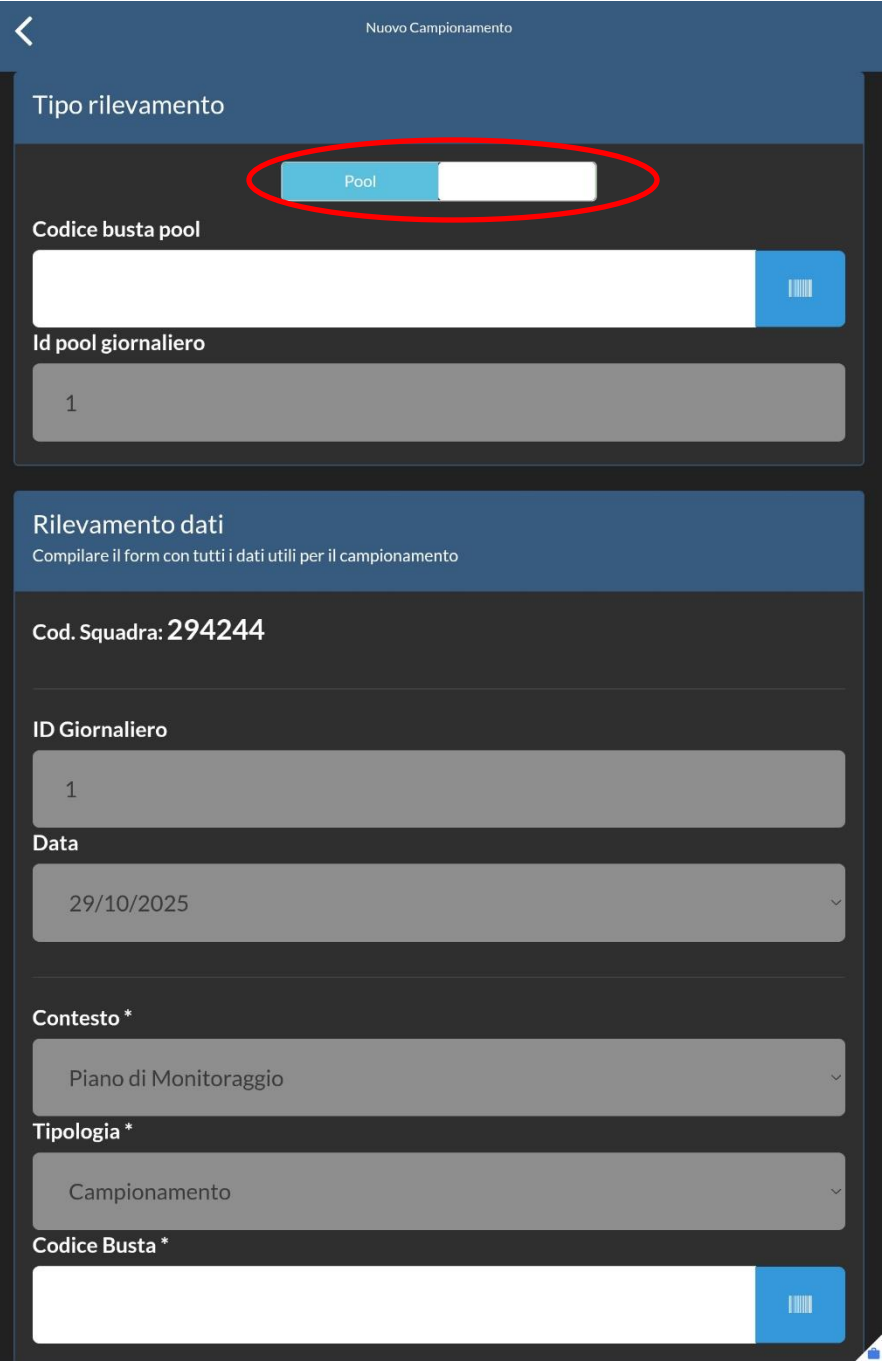 Nuovo Campionamento
Tipo rilevamento
Pool
Codice busta pool
Id pool giornaliero
1
Rilevamento dati
Compilare il form con tutti i dati utili per il campionamento
Cod. Squadra: 294244
ID Giornaliero
1
Data
29/10/2025
Contesto *
Piano di Monitoraggio
Tipologia *
Campionamento
Codice Busta *